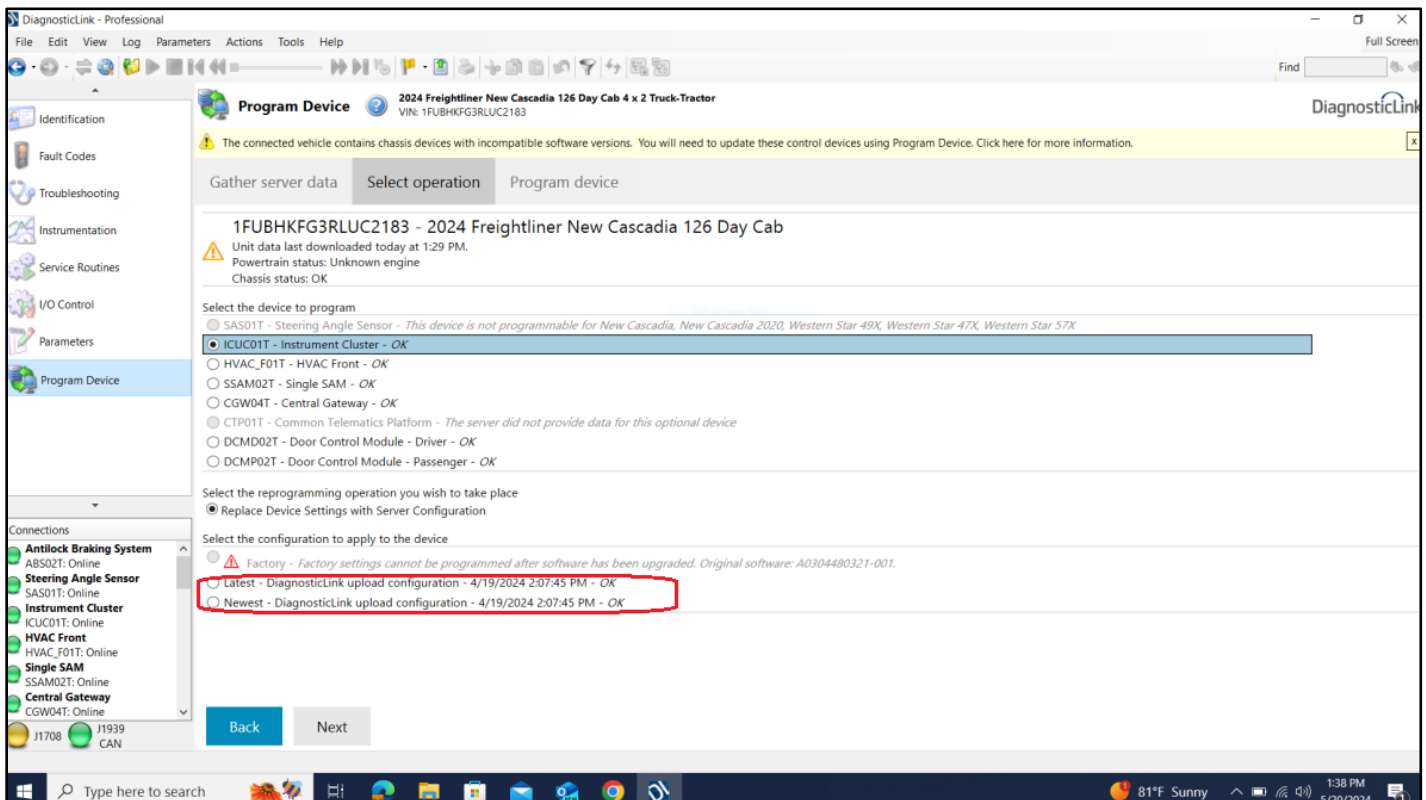 DiagnosticLink - Professional
File Edit View Log Parameters Actions Tools Help
Full Screen
Find
Identification
Fault Codes
Troubleshooting
Instrumentation
Service Routines
I/O Control
Parameters
Program Device
Program Device
2024 Freightliner New Cascadia 126 Day Cab 4 x 2 Truck-Tractor
VIN: 1FUBHKFG3RLUC2183
DiagnosticLink
The connected vehicle contains chassis devices with incompatible software versions. You will need to update these control devices using Program Device. Click here for more information.
x
Gather server data Select operation Program device
1FUBHKFG3RLUC2183 - 2024 Freightliner New Cascadia 126 Day Cab
Unit data last downloaded today at 1:29 PM.
Powertrain status: Unknown engine
Chassis status: OK
Select the device to program
SAS01T - Steering Angle Sensor - This device is not programmable for New Cascadia, New Cascadia 2020, Western Star 49X, Western Star 47X, Western Star 57X
ICUC01T - Instrument Cluster - OK
HVAC_F01T - HVAC Front - OK
SSAM02T - Single SAM - OK
CGW04T - Central Gateway - OK
CTP01T - Common Telematics Platform - The server did not provide data for this optional device
DCMD02T - Door Control Module - Driver - OK
DCMP02T - Door Control Module - Passenger - OK
Select the reprogramming operation you wish to take place
Replace Device Settings with Server Configuration
Select the configuration to apply to the device
Factory - Factory settings cannot be programmed after software has been upgraded. Original software: A0304480321-001.
Latest - DiagnosticLink upload configuration - 4/19/2024 2:07:45 PM - OK
Newest - DiagnosticLink upload configuration - 4/19/2024 2:07:45 PM - OK
Back Next
Connections
Antilock Braking System
ABS02T: Online
Steering Angle Sensor
SAS01T: Online
Instrument Cluster
ICUC01T: Online
HVAC Front
HVAC_F01T: Online
Single SAM
SSAM02T: Online
Central Gateway
CGW04T: Online
J1708
J1939
CAN
Type here to search
81°F Sunny
1:38 PM
5/20/2024